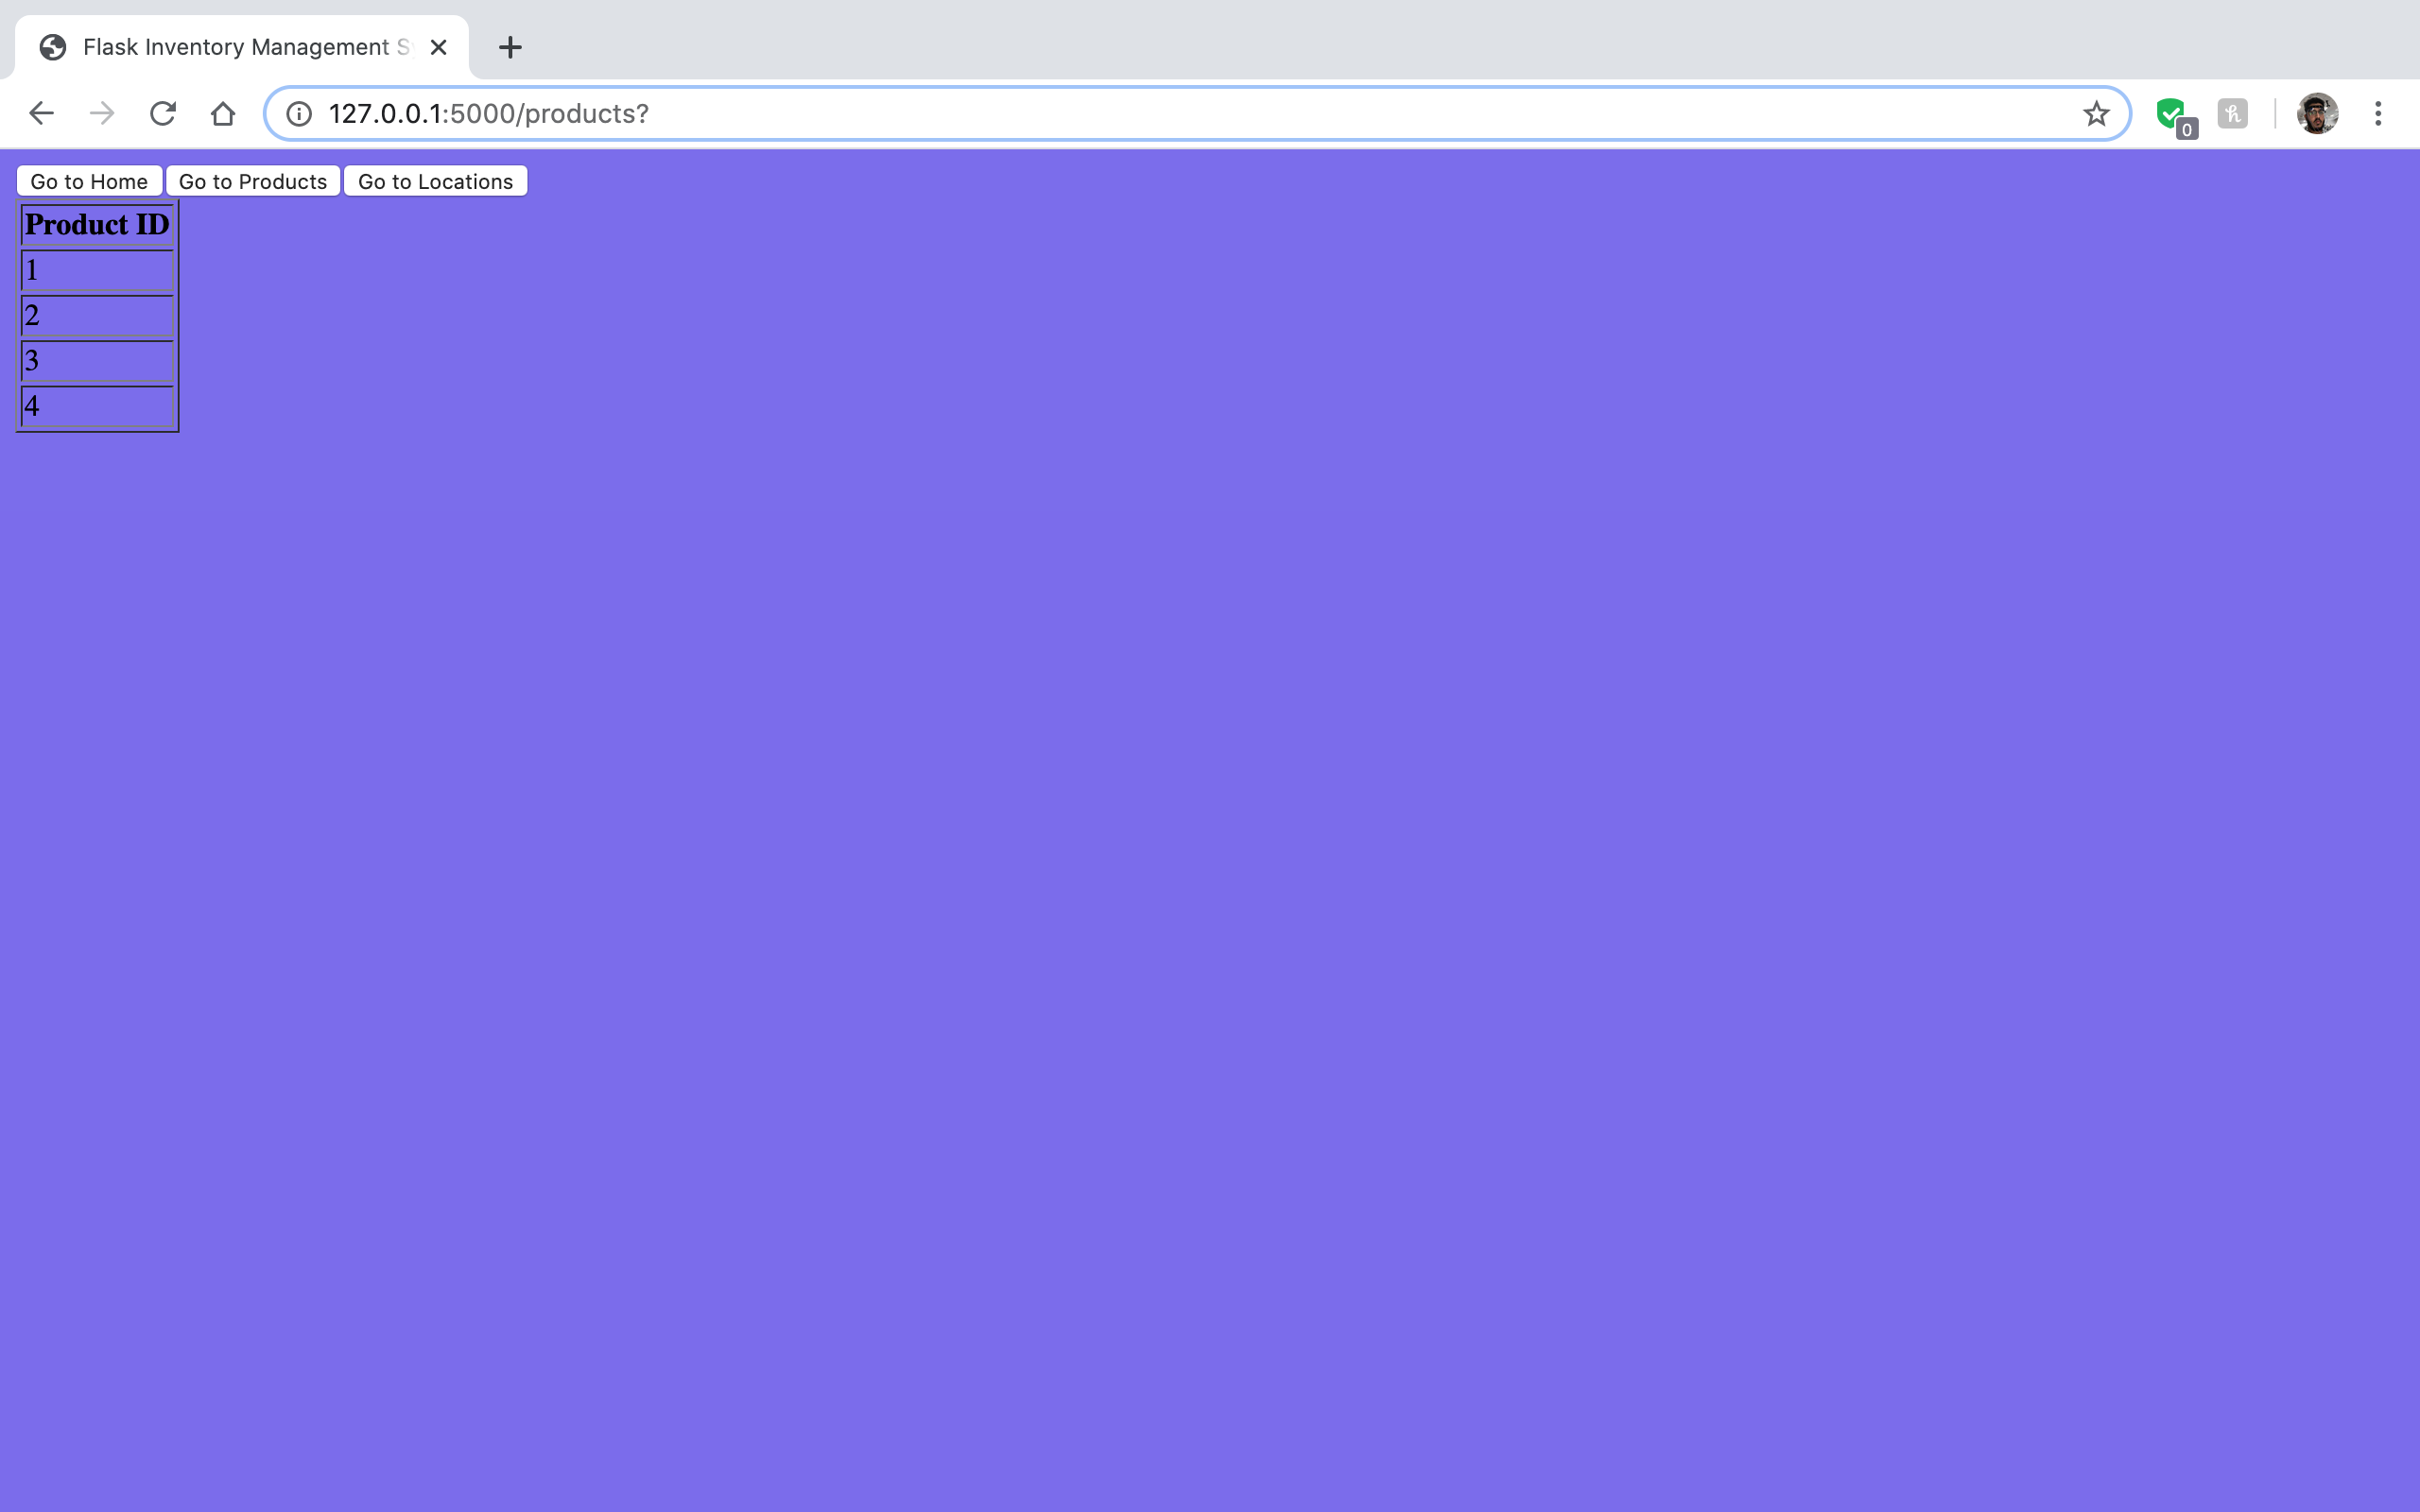 Flask Inventory Management S
127.0.0.1:5000/products?
0
Go to Home Go to Products Go to Locations
Product ID
1
2
3
4